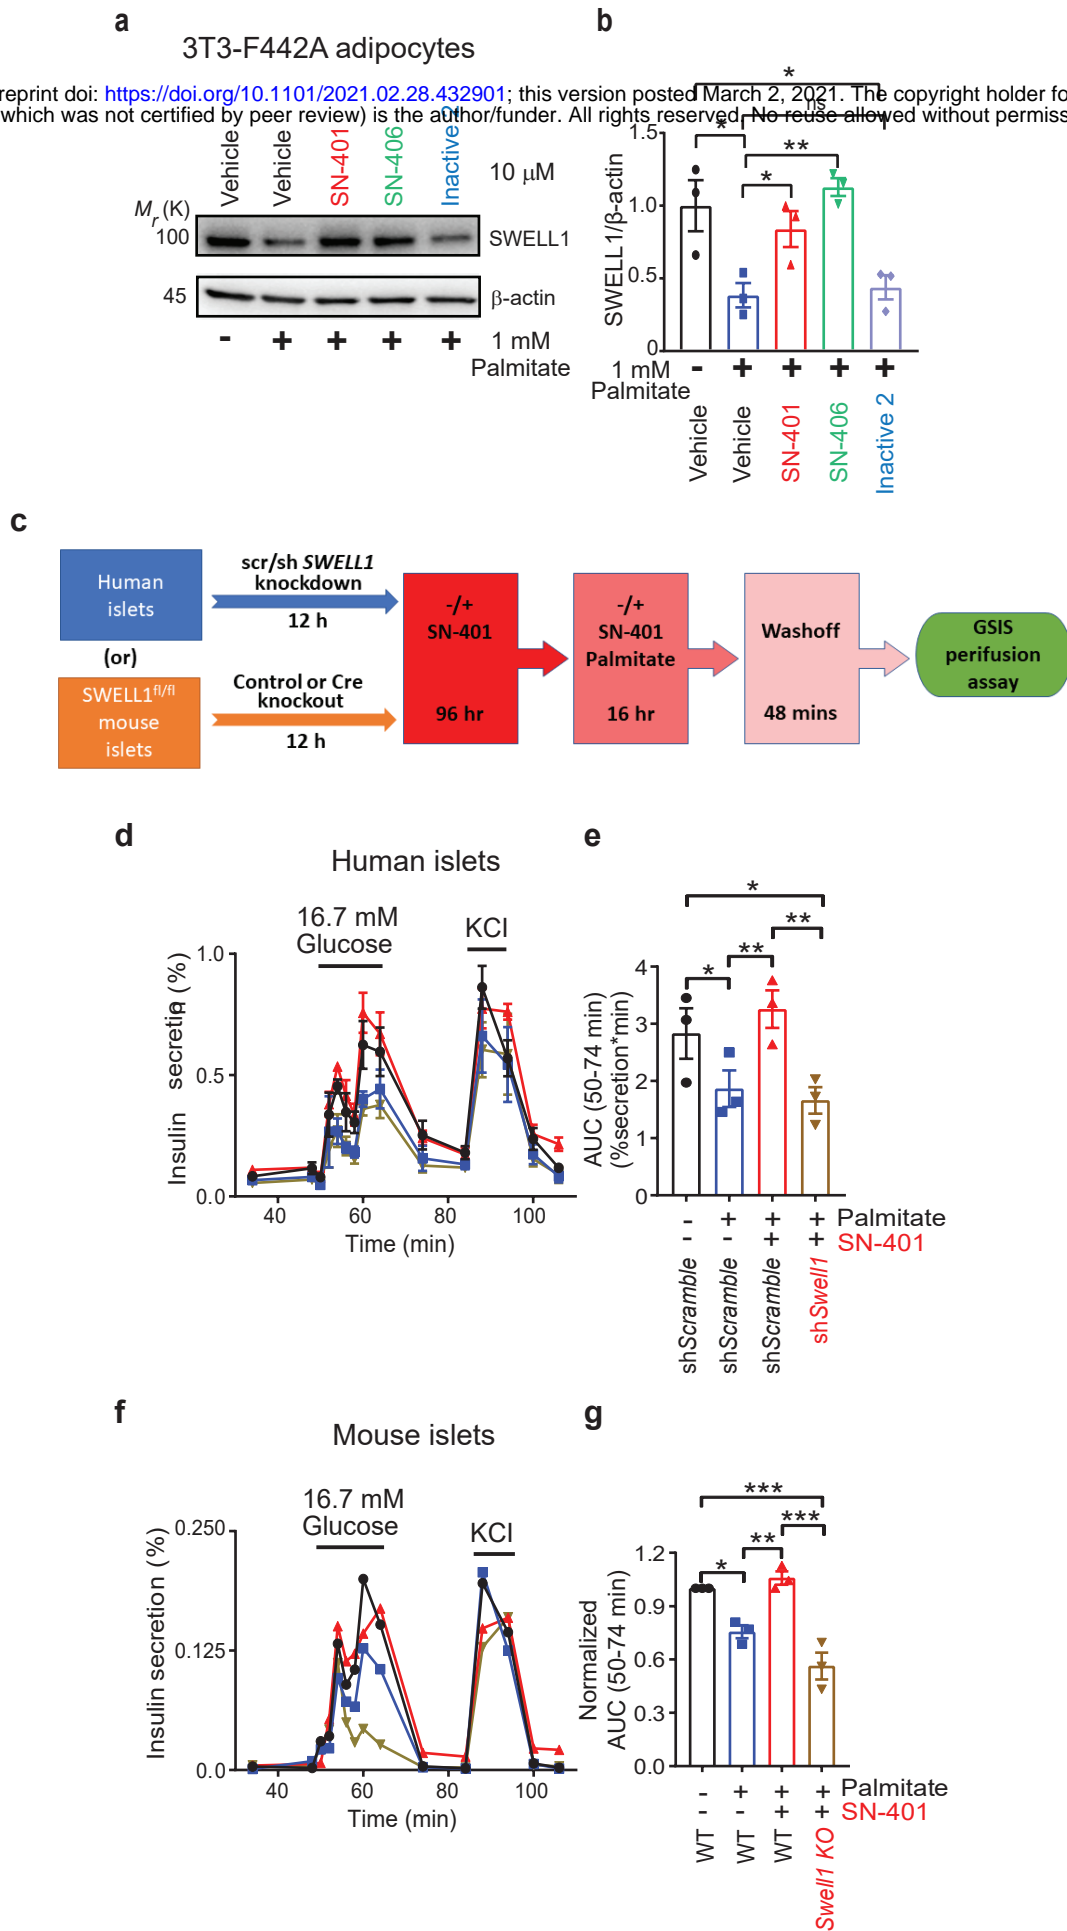 a
3T3-F442A adipocytes
b
reprint doi: https://doi.org/10.1101/2021.02.28.432901; this version posted March 2, 2021. The copyright holder fo
which was not certified by peer review) is the author/funder. All rights reserved. No reuse allowed without permiss
Vehicle
Vehicle
SN-401
SN-406
Inactive 2
10 μM
Mr (K)
100
SWELL1
45
β-actin
- + + + +
1 mM
Palmitate
*
ns
*
**
*
SWELL1/β-actin
1.5
1.0
0.5
0
1 mM
Palmitate
- + + + +
Vehicle
Vehicle
SN-401
SN-406
Inactive 2
c
Human
islets
(or)
SWELL1fl/fl
mouse
islets
scr/sh SWELL1
knockdown
12 h
Control or Cre
knockout
12 h
-/+
SN-401
96 hr
-/+
SN-401
Palmitate
16 hr
Washoff
48 mins
GSIS
perifusion
assay
d
Human islets
16.7 mM
Glucose
KCl
Insulin secretion (%)
1.0
0.5
0.0
40 60 80 100
Time (min)
e
*
**
*
**
AUC (50-74 min)
(%secretion*min)
4
3
2
1
0
- + + + Palmitate
- - + + SN-401
shScramble
shScramble
shScramble
shSwell1
f
Mouse islets
16.7 mM
Glucose
KCl
Insulin secretion (%)
0.250
0.125
0.0
40 60 80 100
Time (min)
g
***
***
**
*
Normalized
AUC (50-74 min)
1.2
0.9
0.6
0.3
0.0
- + + + Palmitate
- - + + SN-401
WT
WT
WT
Swell1 KO